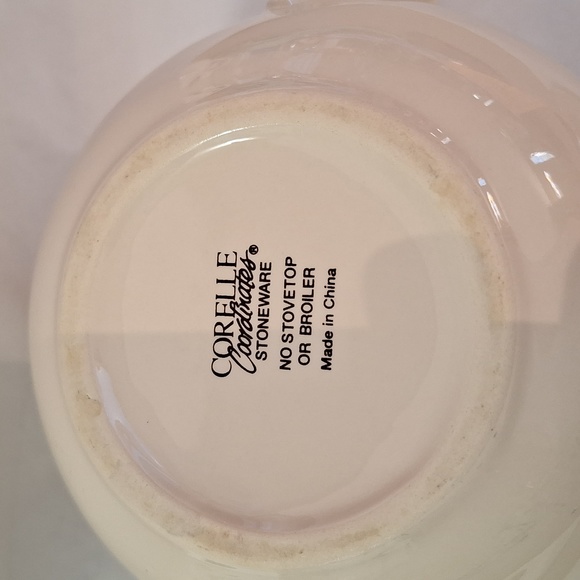 CORELLE
Coordinates®
STONEWARE
NO STOVETOP
OR BROILER
Made in China